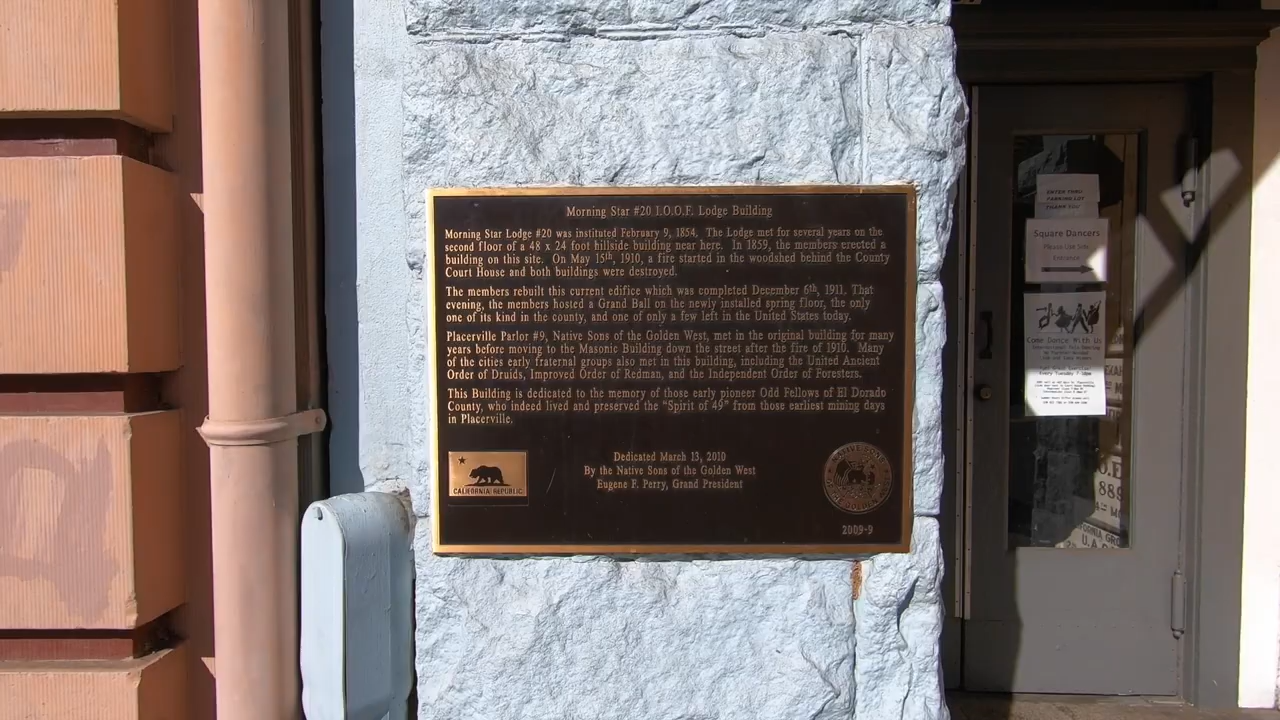 Morning Star #20 I.O.O.F. Lodge Building
Morning Star Lodge #20 was instituted February 9, 1854. The Lodge met for several years on the
second floor of a 48 x 24 foot hillside building near here. In 1859, the members erected a
building on this site. On May 15th, 1910, a fire started in the woodshed behind the County
Court House and both buildings were destroyed.
The members rebuilt this current edifice which was completed December 6th, 1911. That
evening, the members hosted a Grand Ball on the newly installed spring floor, the only
one of its kind in the county, and one of only a few left in the United States today.
Placerville Parlor #9, Native Sons of the Golden West, met in the original building for many
years before moving to the Masonic Building down the street after the fire of 1910. Many
of the cities early fraternal groups also met in this building, including the United Ancient
Order of Druids, Improved Order of Redman, and the Independent Order of Foresters.
This Building is dedicated to the memory of those early pioneer Odd Fellows of El Dorado
County, who indeed lived and preserved the "Spirit of 49" from those earliest mining days
in Placerville.
Dedicated March 13, 2010
By the Native Sons of the Golden West
Eugene F. Perry, Grand President
CALIFORNIA REPUBLIC
2009-9
ENTER THRU
PARKING LOT
THANK YOU
Square Dancers
Please Use Side
Entrance
Come Dance With Us
Every Tuesday